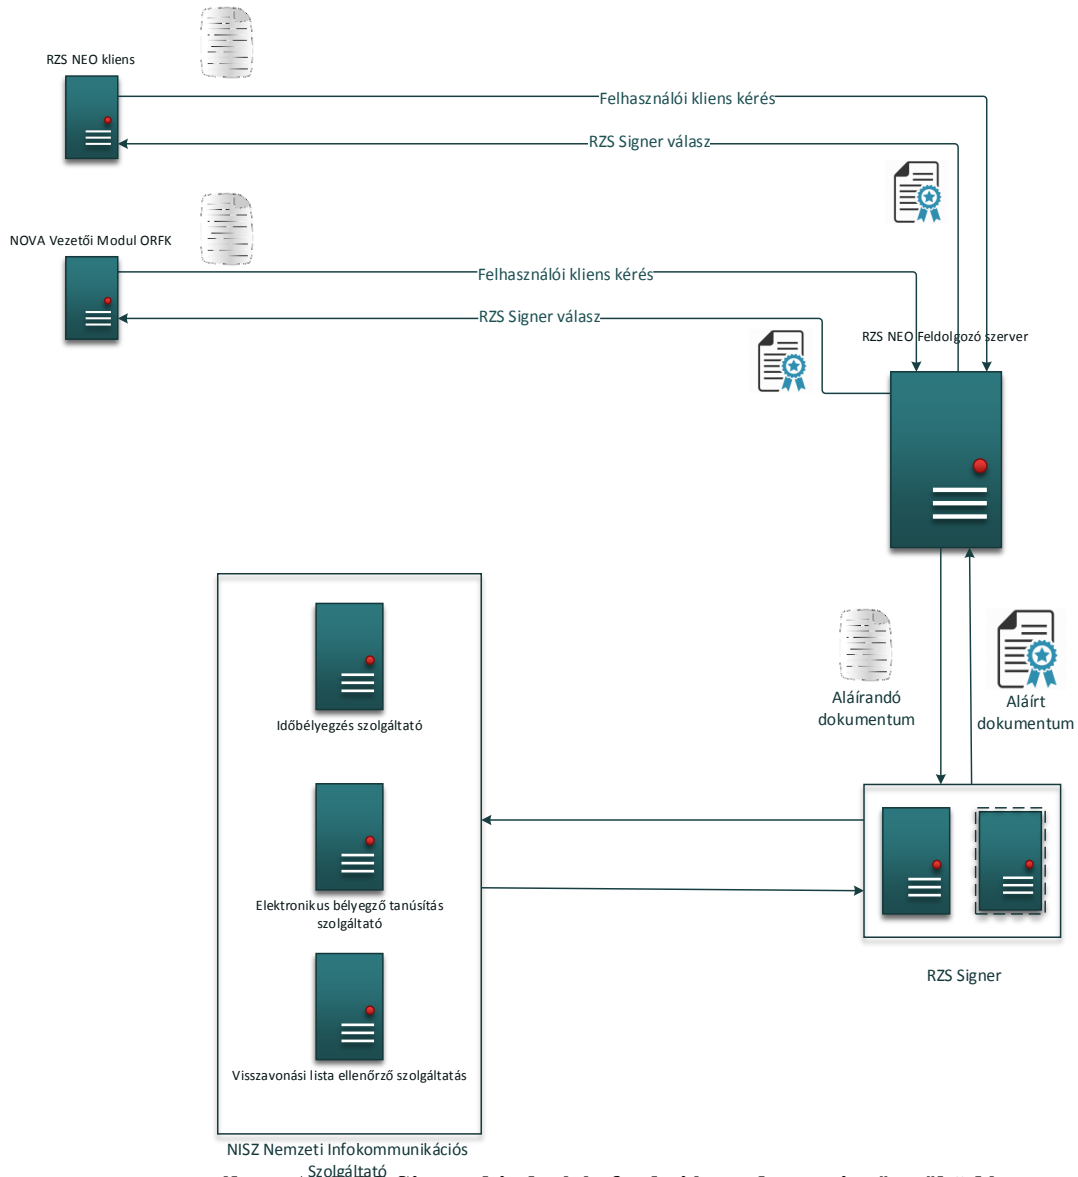 RZS NEO kliens
Felhasználói kliens kérés
RZS Signer válasz
NOVA Vezetői Modul ORFK
Felhasználói kliens kérés
RZS Signer válasz
RZS NEO Feldolgozó szerver
Aláírandó
dokumentum
Aláírt
dokumentum
Időbélyegzés szolgáltató
Elektronikus bélyegző tanúsítás
szolgáltató
RZS Signer
Visszavonási lista ellenőrző szolgáltatás
NISZ Nemzeti Infokommunikációs
Szolgáltató